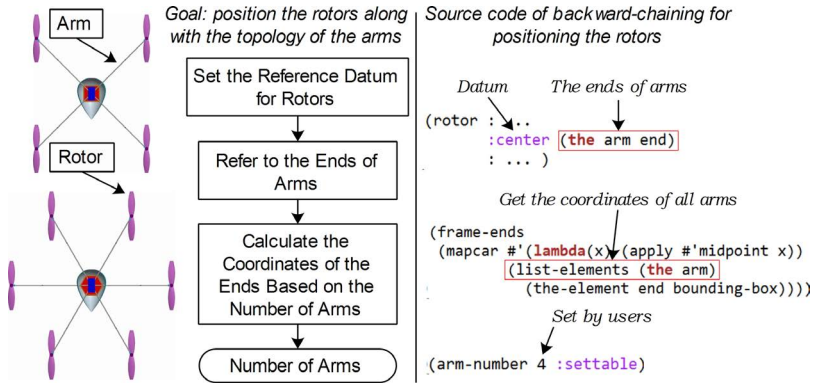 Arm
Rotor
Goal: position the rotors along
with the topology of the arms
Set the Reference Datum
for Rotors
Refer to the Ends of
Arms
Calculate the
Coordinates of the
Ends Based on the
Number of Arms
Number of Arms
Source code of backward-chaining for
positioning the rotors
Datum
The ends of arms
(rotor : ...
:center (the arm end)
: ... )
Get the coordinates of all arms
(frame-ends
(mapcar #'(lambda(x) (apply #'midpoint x))
(list-elements (the arm)
(the-element end bounding-box))))
Set by users
(arm-number 4 :settable)